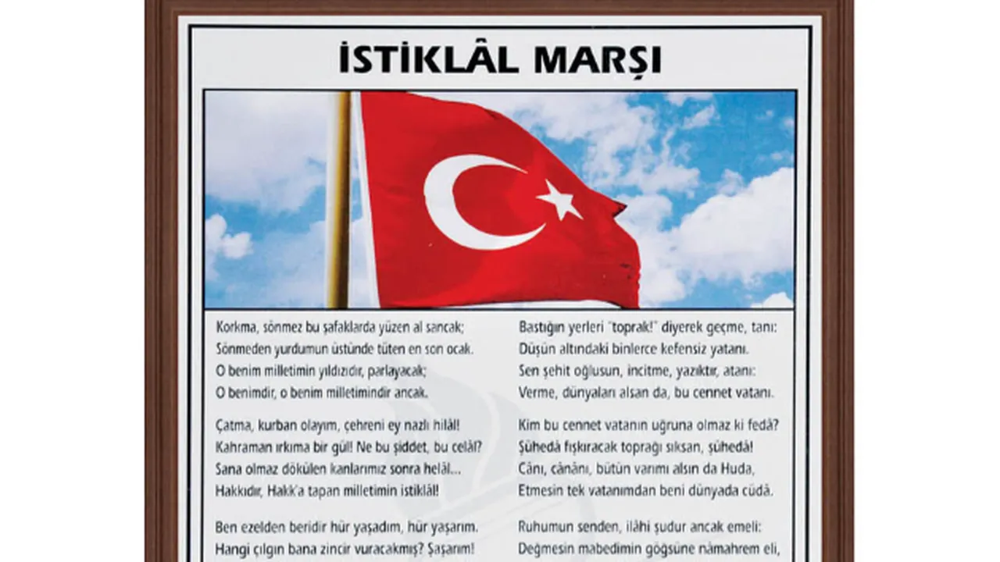 İSTİKLÂL MARŞI
Korkma, sönmez bu şafaklarda yüzen al sancak;
Sönmeden yurdumun üstünde tüten en son ocak.
O benim milletimin yıldızıdır, parlayacak;
O benimdir, o benim milletimindir ancak.
Çatma, kurban olayım, çehreni ey nazlı hilâl!
Kahraman ırkıma bir gül! Ne bu şiddet, bu celâl?
Sana olmaz dökülen kanlarımız sonra helâl...
Hakkıdır, Hakk'a tapan milletimin istiklâl!
Ben ezelden beridir hür yaşadım, hür yaşarım.
Hangi çılgın bana zincir vuracakmış? Şaşarım!
Bastığın yerleri "toprak!" diyerek geçme, tanı:
Düşün altındaki binlerce kefensiz yatanı.
Sen şehit oğlusun, incitme, yazıktır, atanı:
Verme, dünyaları alsan da, bu cennet vatanı.
Kim bu cennet vatanın uğruna olmaz ki fedâ?
Şühedâ fışkıracak toprağı sıksan, şühedâ!
Cânı, cânânı, bütün varımı alsın da Huda,
Etmesin tek vatanımdan beni dünyada cüdâ.
Ruhumun senden, ilâhi şudur ancak emeli:
Değmesin mabedimin göğsüne nâmahrem eli,